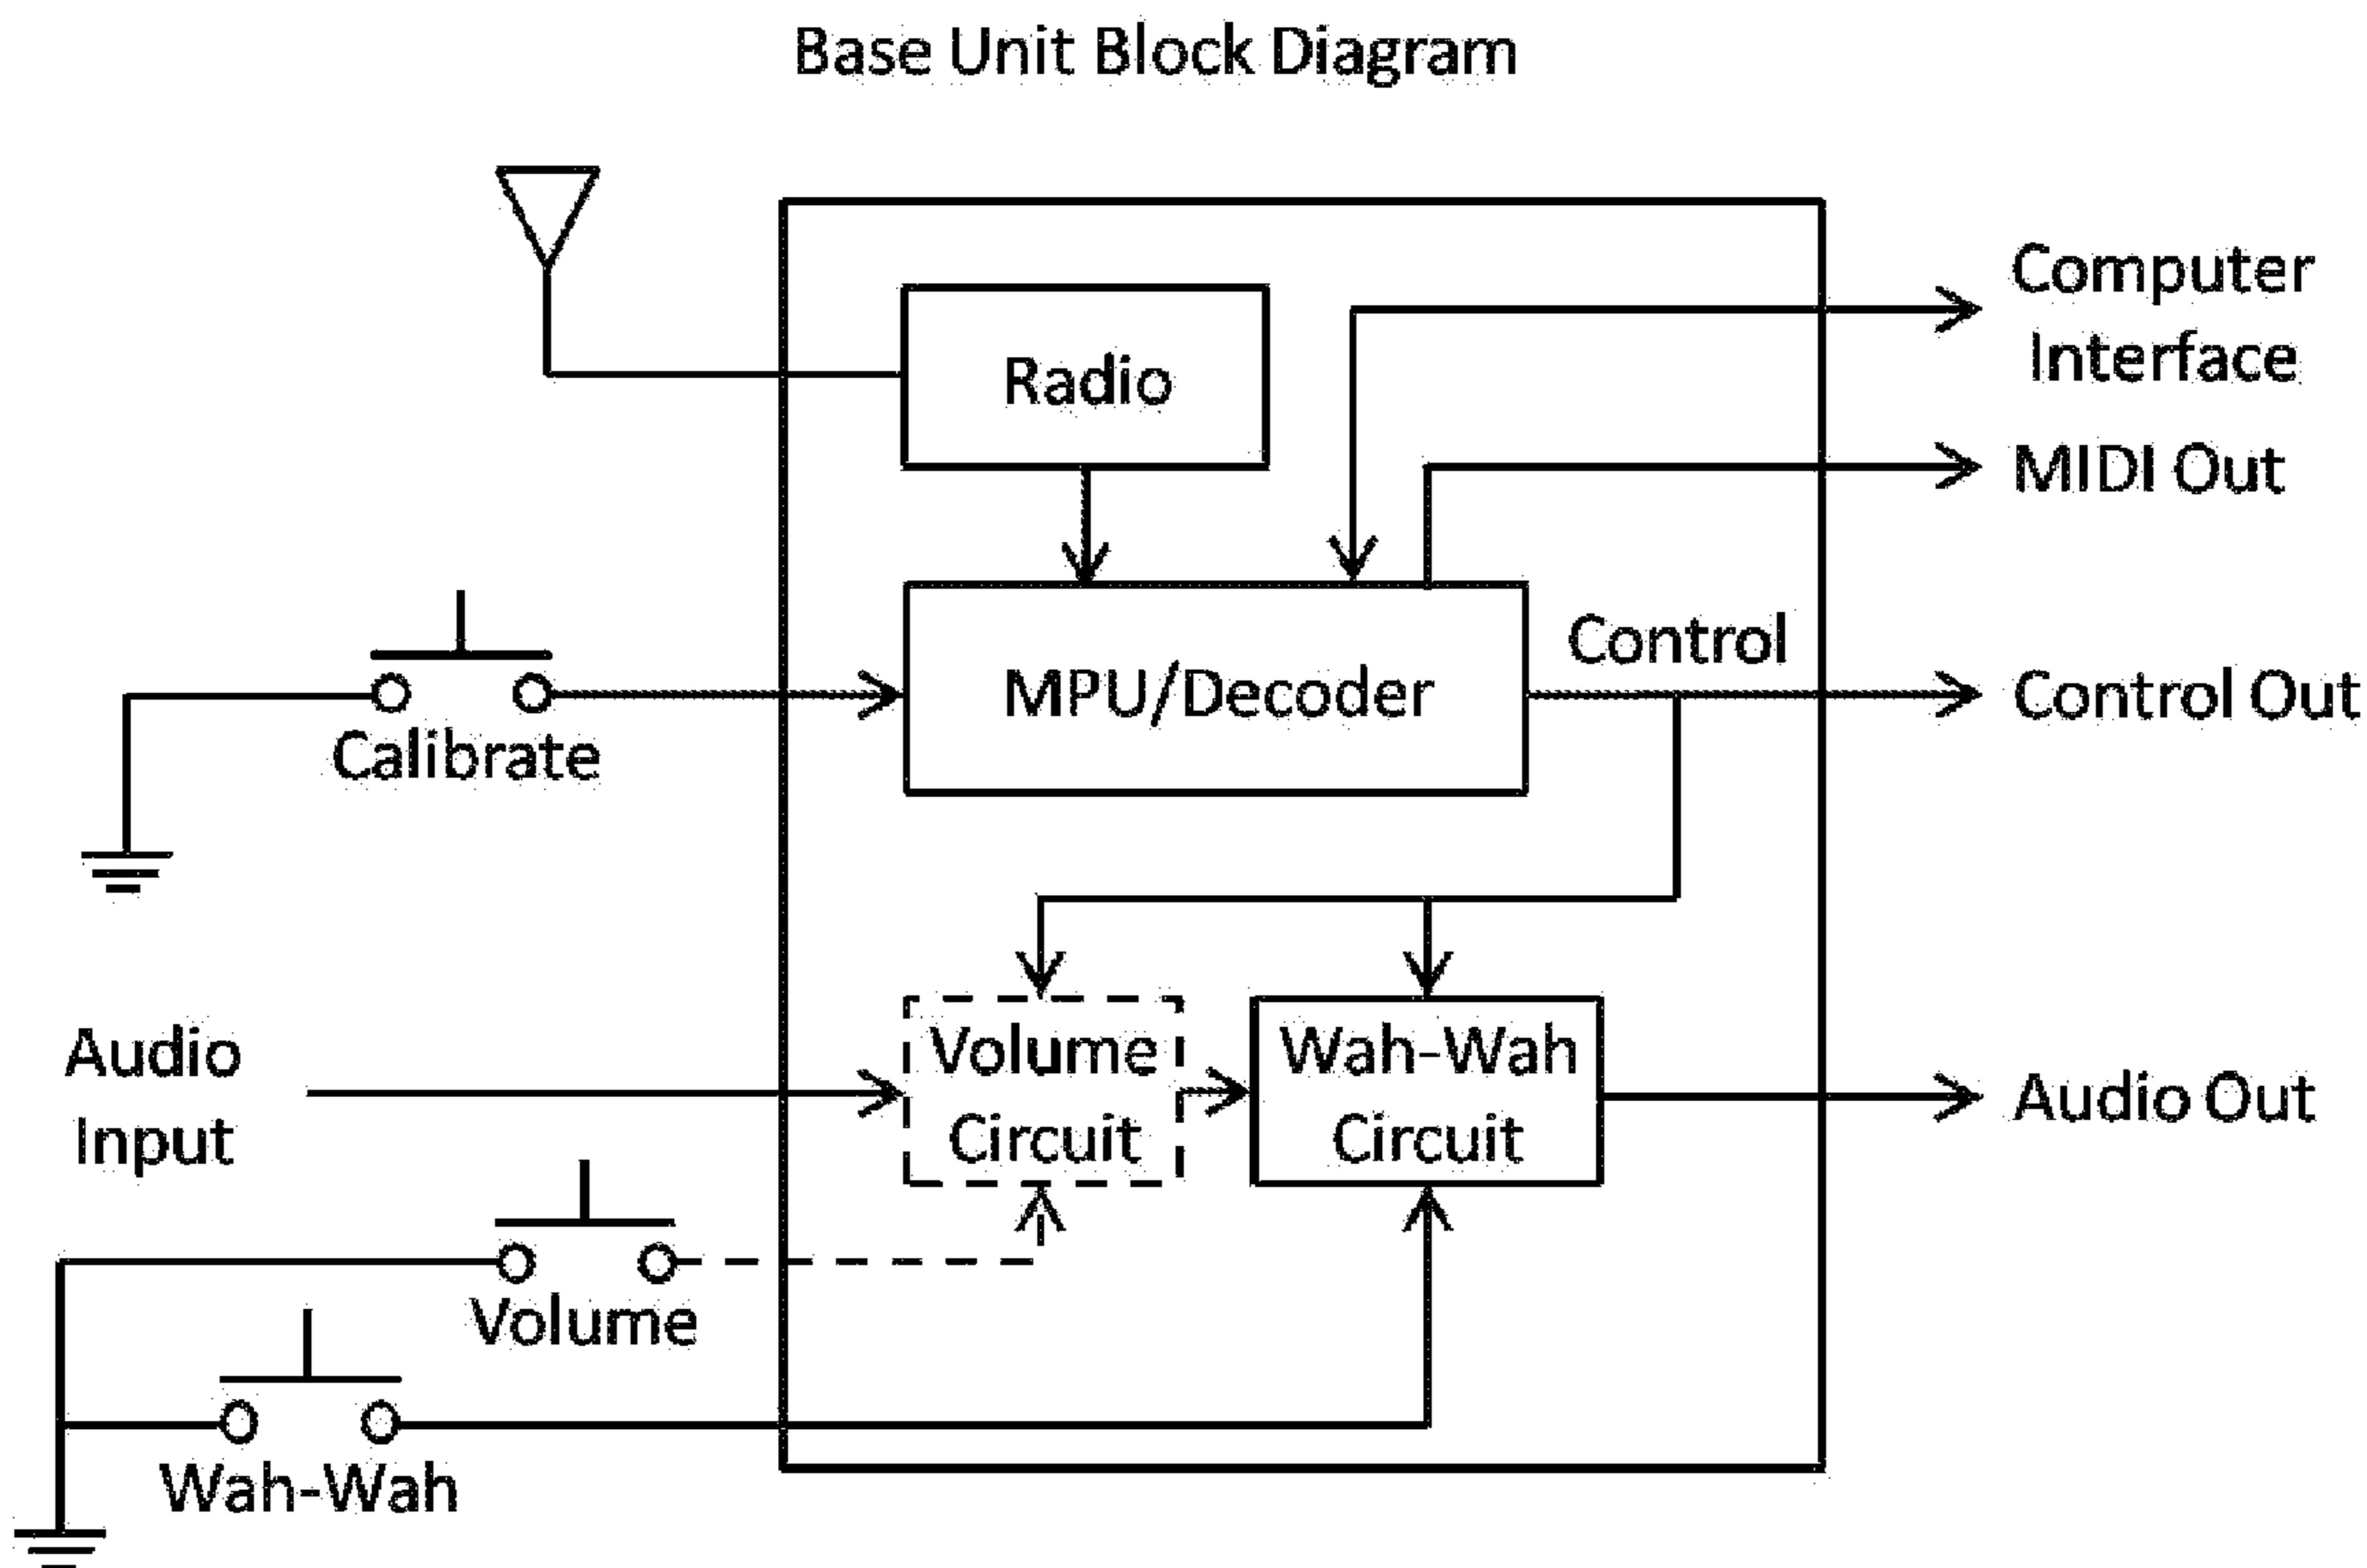 Base Unit Block Diagram
Computer
Interface
Radio
MIDI Out
Control
MPU/Decoder
Control Out
Calibrate
Audio
Input
Volume
Circuit
Wah-Wah
Circuit
Audio Out
Volume
Wah-Wah